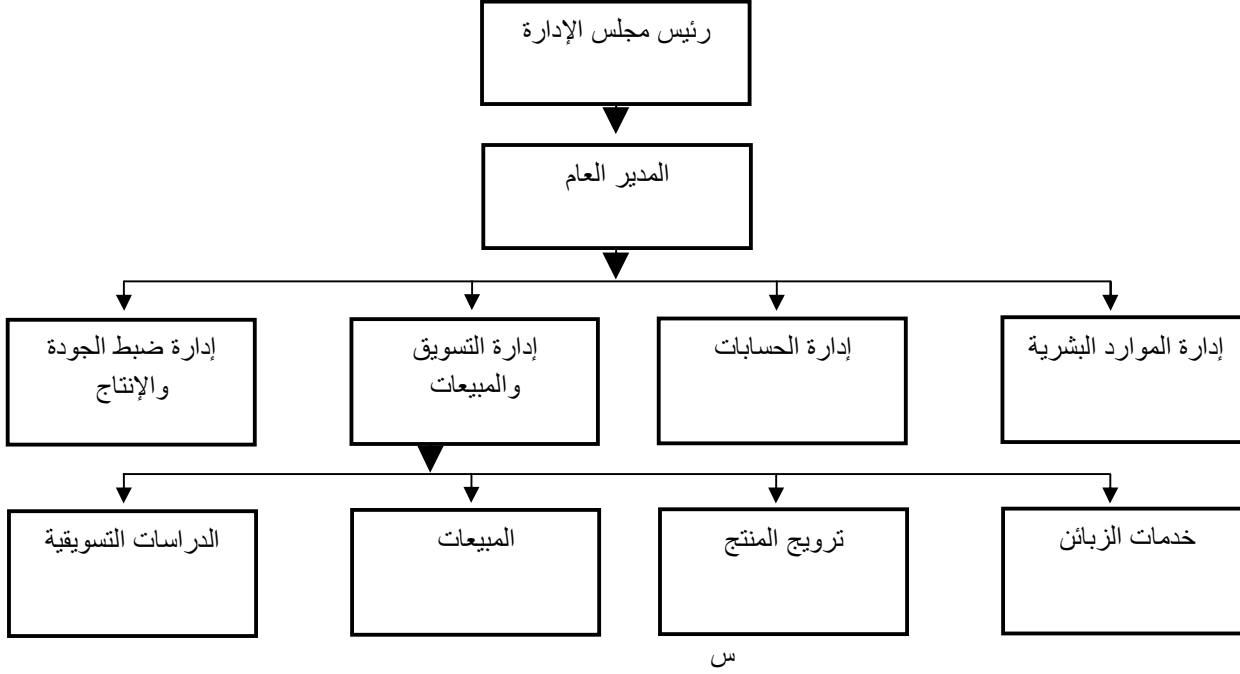 رئيس مجلس الإدارة
المدير العام
إدارة الموارد البشرية
إدارة الحسابات
إدارة التسويق
والمبيعات
إدارة ضبط الجودة
والإنتاج
خدمات الزبائن
ترويج المنتج
المبيعات
الدراسات التسويقية
س